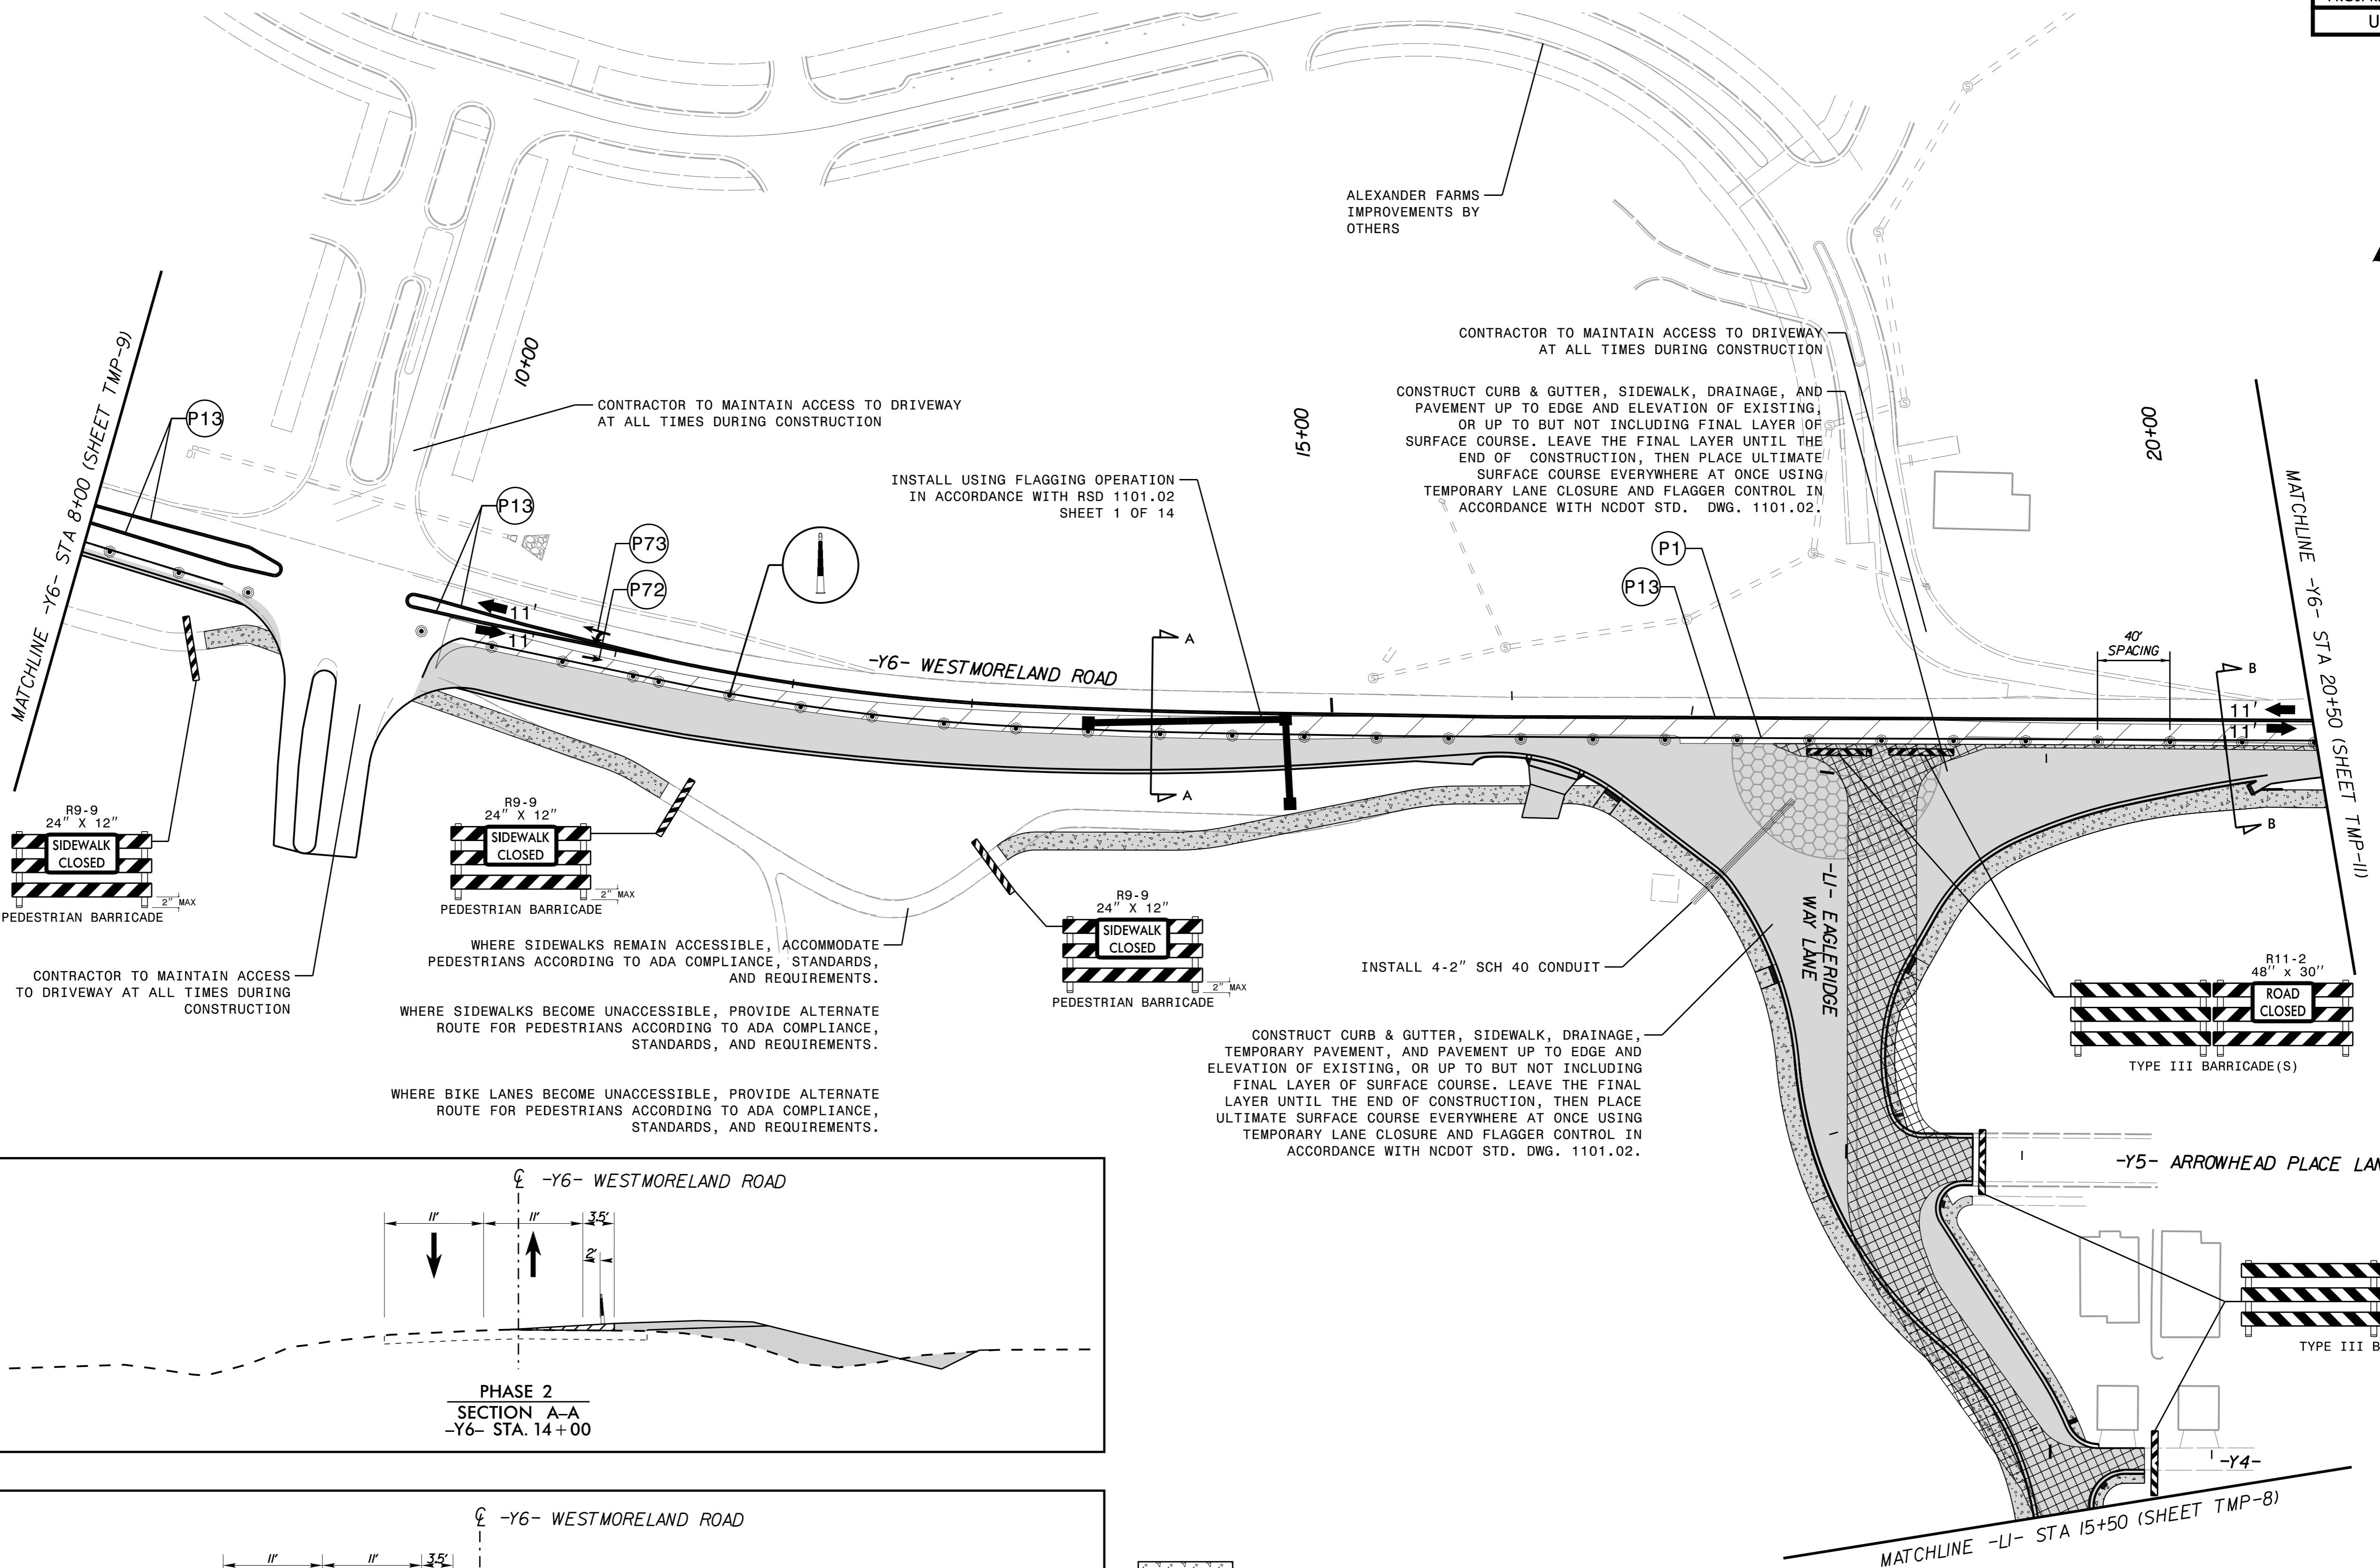 U
ALEXANDER FARMS
IMPROVEMENTS BY
OTHERS
MATCHLINE -Y6- STA 8+00 (SHEET TMP-9)
P13
10+00
CONTRACTOR TO MAINTAIN ACCESS TO DRIVEWAY
AT ALL TIMES DURING CONSTRUCTION
CONTRACTOR TO MAINTAIN ACCESS TO DRIVEWAY
AT ALL TIMES DURING CONSTRUCTION
CONSTRUCT CURB & GUTTER, SIDEWALK, DRAINAGE, AND
PAVEMENT UP TO EDGE AND ELEVATION OF EXISTING,
OR UP TO BUT NOT INCLUDING FINAL LAYER OF
SURFACE COURSE. LEAVE THE FINAL LAYER UNTIL THE
END OF CONSTRUCTION, THEN PLACE ULTIMATE
SURFACE COURSE EVERYWHERE AT ONCE USING
TEMPORARY LANE CLOSURE AND FLAGGER CONTROL IN
ACCORDANCE WITH NCDOT STD. DWG. 1101.02.
15+00
20+00
MATCHLINE -Y6- STA 20+50 (SHEET TMP-11)
INSTALL USING FLAGGING OPERATION
IN ACCORDANCE WITH RSD 1101.02
SHEET 1 OF 14
DI
S
S
S
S
S
S
S
S
P13
P73
P72
P1
P13
11'
11'
-Y6- WESTMORELAND ROAD
A
A
40'
SPACING
B
B
11'
11'
R9-9
24" X 12"
SIDEWALK
CLOSED
2" MAX
PEDESTRIAN BARRICADE
R9-9
24" X 12"
SIDEWALK
CLOSED
2" MAX
PEDESTRIAN BARRICADE
R9-9
24" X 12"
SIDEWALK
CLOSED
2" MAX
PEDESTRIAN BARRICADE
CONTRACTOR TO MAINTAIN ACCESS
TO DRIVEWAY AT ALL TIMES DURING
CONSTRUCTION
WHERE SIDEWALKS REMAIN ACCESSIBLE, ACCOMMODATE
PEDESTRIANS ACCORDING TO ADA COMPLIANCE, STANDARDS,
AND REQUIREMENTS.
WHERE SIDEWALKS BECOME UNACCESSIBLE, PROVIDE ALTERNATE
ROUTE FOR PEDESTRIANS ACCORDING TO ADA COMPLIANCE,
STANDARDS, AND REQUIREMENTS.
WHERE BIKE LANES BECOME UNACCESSIBLE, PROVIDE ALTERNATE
ROUTE FOR PEDESTRIANS ACCORDING TO ADA COMPLIANCE,
STANDARDS, AND REQUIREMENTS.
INSTALL 4-2" SCH 40 CONDUIT
-L1- EAGLERIDGE
WAY LANE
CONSTRUCT CURB & GUTTER, SIDEWALK, DRAINAGE,
TEMPORARY PAVEMENT, AND PAVEMENT UP TO EDGE AND
ELEVATION OF EXISTING, OR UP TO BUT NOT INCLUDING
FINAL LAYER OF SURFACE COURSE. LEAVE THE FINAL
LAYER UNTIL THE END OF CONSTRUCTION, THEN PLACE
ULTIMATE SURFACE COURSE EVERYWHERE AT ONCE USING
TEMPORARY LANE CLOSURE AND FLAGGER CONTROL IN
ACCORDANCE WITH NCDOT STD. DWG. 1101.02.
R11-2
48" x 30"
ROAD
CLOSED
TYPE III BARRICADE(S)
-Y5- ARROWHEAD PLACE LAN
TYPE III B
-Y4-
MATCHLINE -L1- STA 15+50 (SHEET TMP-8)
℄ -Y6- WESTMORELAND ROAD
11'
11'
3.5'
2'
PHASE 2
SECTION A-A
-Y6- STA. 14+00
℄ -Y6- WESTMORELAND ROAD
11'
11'
3.5'